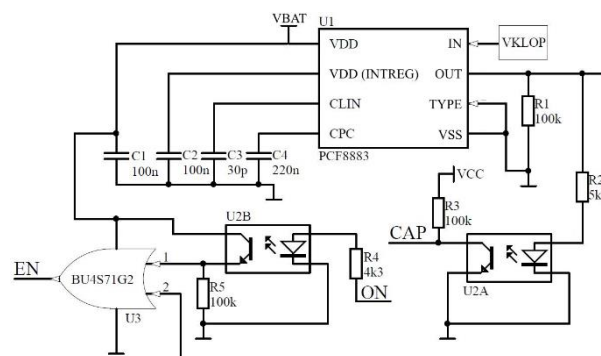 VBAT
U1
VDD
IN
VKLOP
VDD (INTREG)
OUT
CLIN
TYPE
R1
100k
CPC
VSS
PCF8883
C1
100n
C2
100n
C3
30p
C4
220n
R2
5k
VCC
R3
100k
U2B
CAP
EN
BU4S71G2
1
2
U3
R5
100k
R4
4k3
ON
U2A